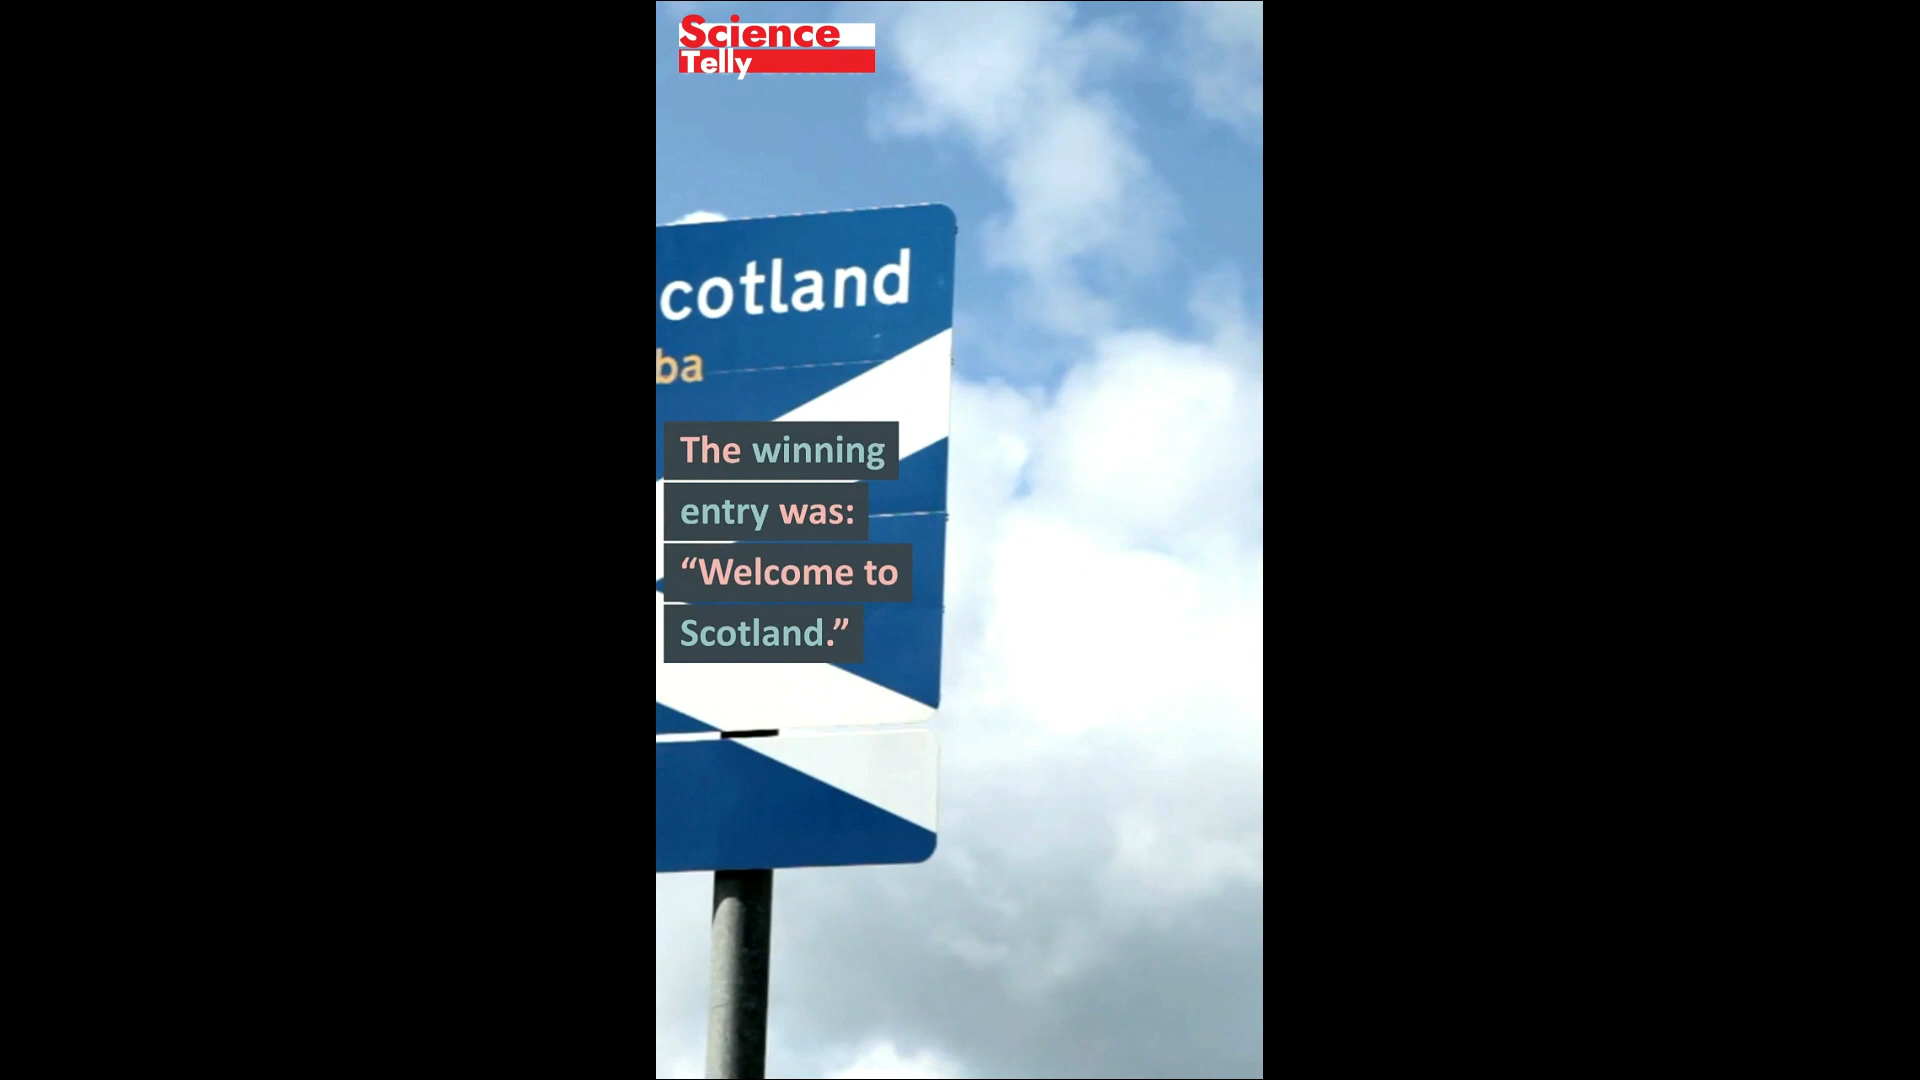 Science
Telly
cotland
ba
The winning
entry was:
“Welcome to
Scotland.”